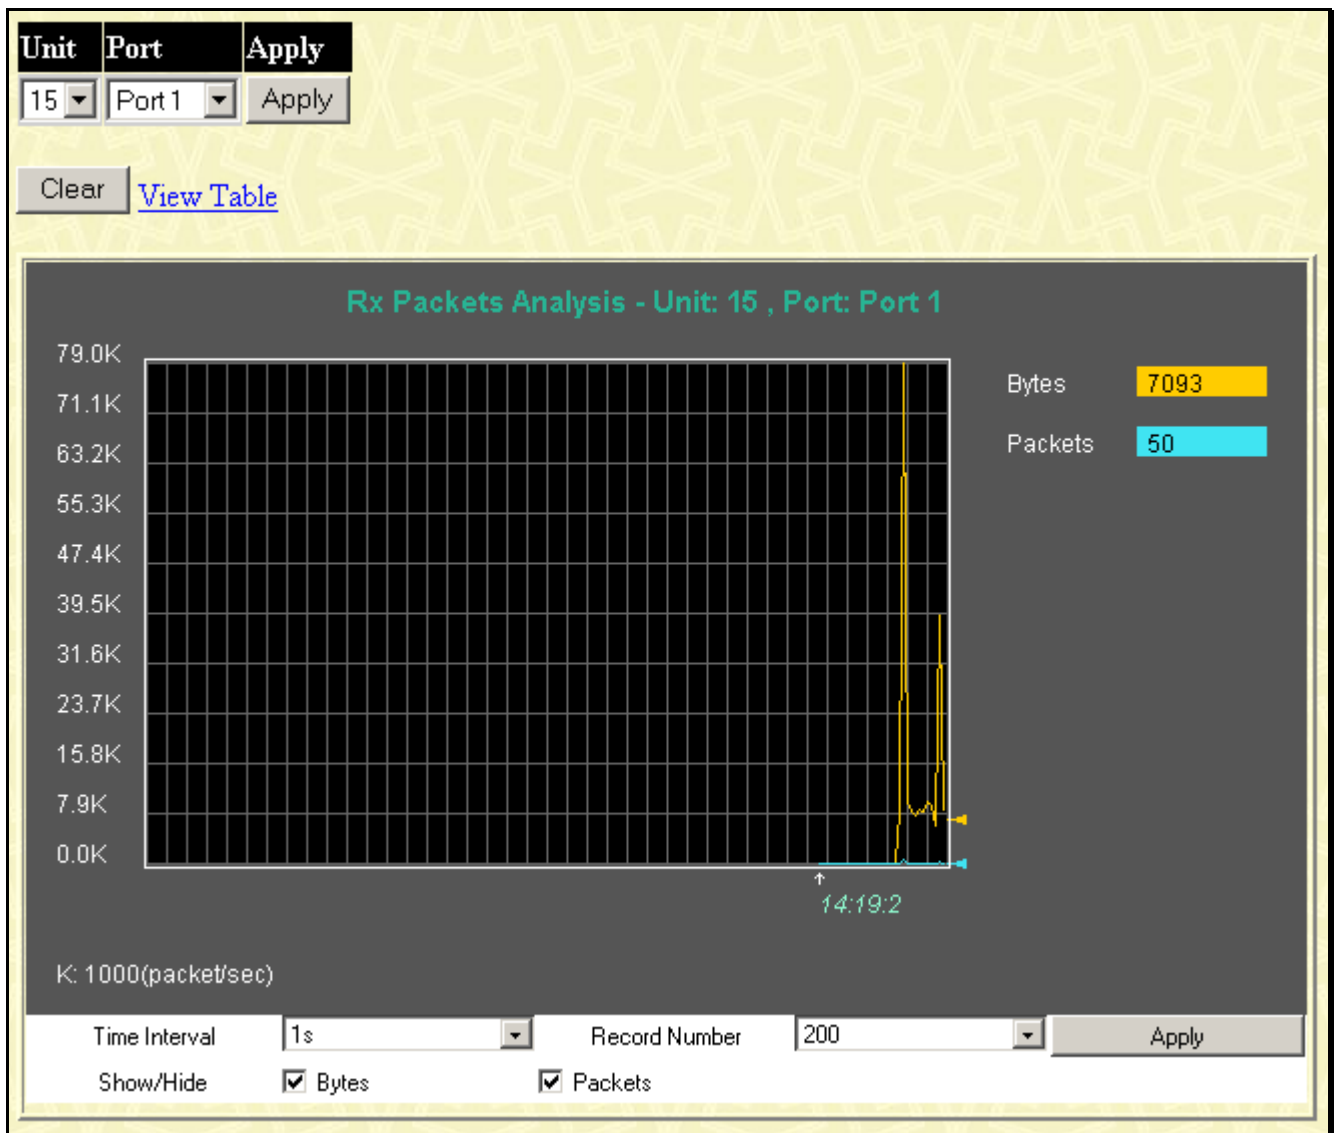 Unit Port Apply
15 Port 1 Apply
Clear View Table
Rx Packets Analysis - Unit: 15 , Port: Port 1
79.0K
71.1K
63.2K
55.3K
47.4K
39.5K
31.6K
23.7K
15.8K
7.9K
0.0K
Bytes 7093
Packets 50
14:19:2
K: 1000(packet/sec)
Time Interval 1s Record Number 200 Apply
Show/Hide Bytes Packets